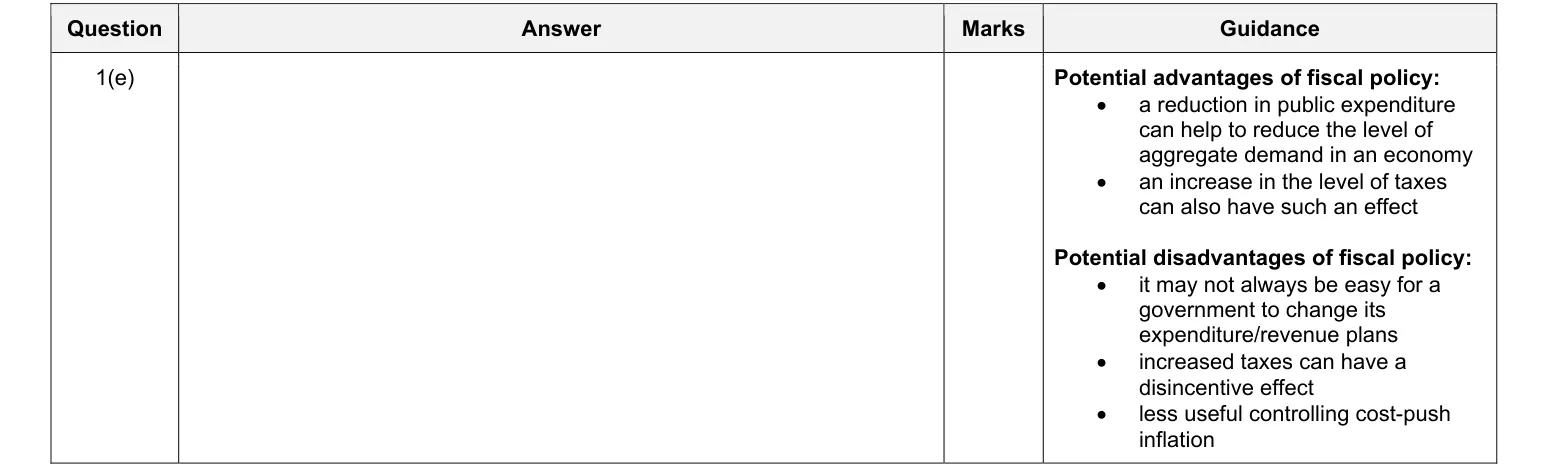 Question Answer Marks Guidance
1(e)
Potential advantages of fiscal policy:
• a reduction in public expenditure
can help to reduce the level of
aggregate demand in an economy
• an increase in the level of taxes
can also have such an effect
Potential disadvantages of fiscal policy:
• it may not always be easy for a
government to change its
expenditure/revenue plans
• increased taxes can have a
disincentive effect
• less useful controlling cost-push
inflation